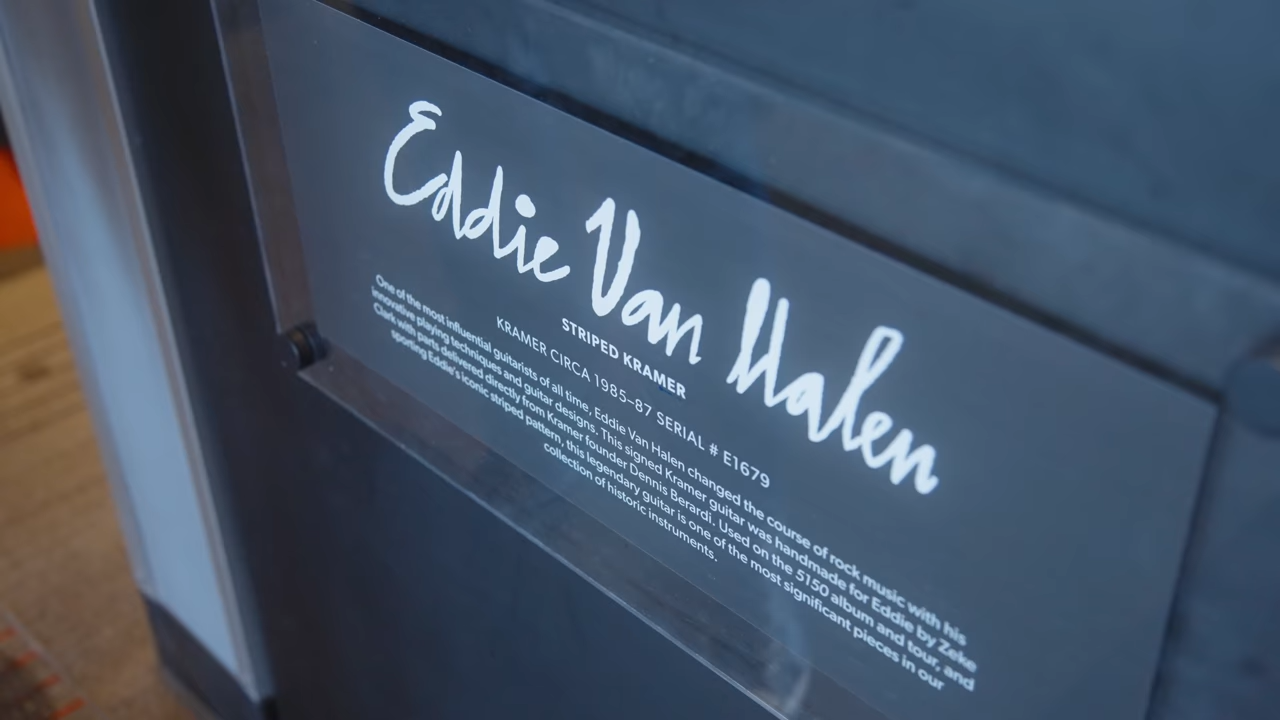 Eddie Van Halen
STRIPED KRAMER
KRAMER CIRCA 1985–87 SERIAL # E1679
One of the most influential guitarists of all time, Eddie Van Halen changed the course of rock music with his
innovative playing techniques and guitar designs. This signed Kramer guitar was handmade for Eddie by Zeke
Clark with parts delivered directly from Kramer founder Dennis Berardi. Used on the 5150 album and tour, and
sporting Eddie's iconic striped pattern, this legendary guitar is one of the most significant pieces in our
collection of historic instruments.